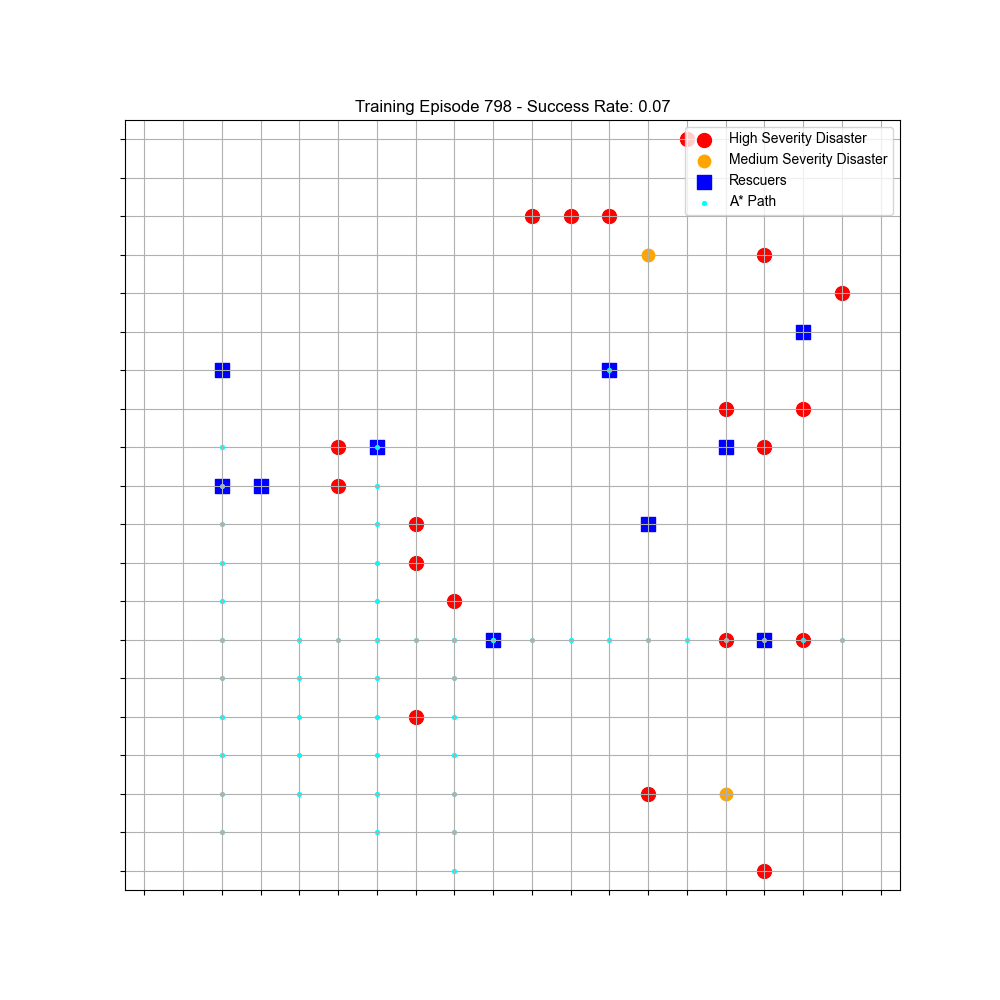 Training Episode 798 - Success Rate: 0.07
High Severity Disaster
Medium Severity Disaster
Rescuers
A* Path